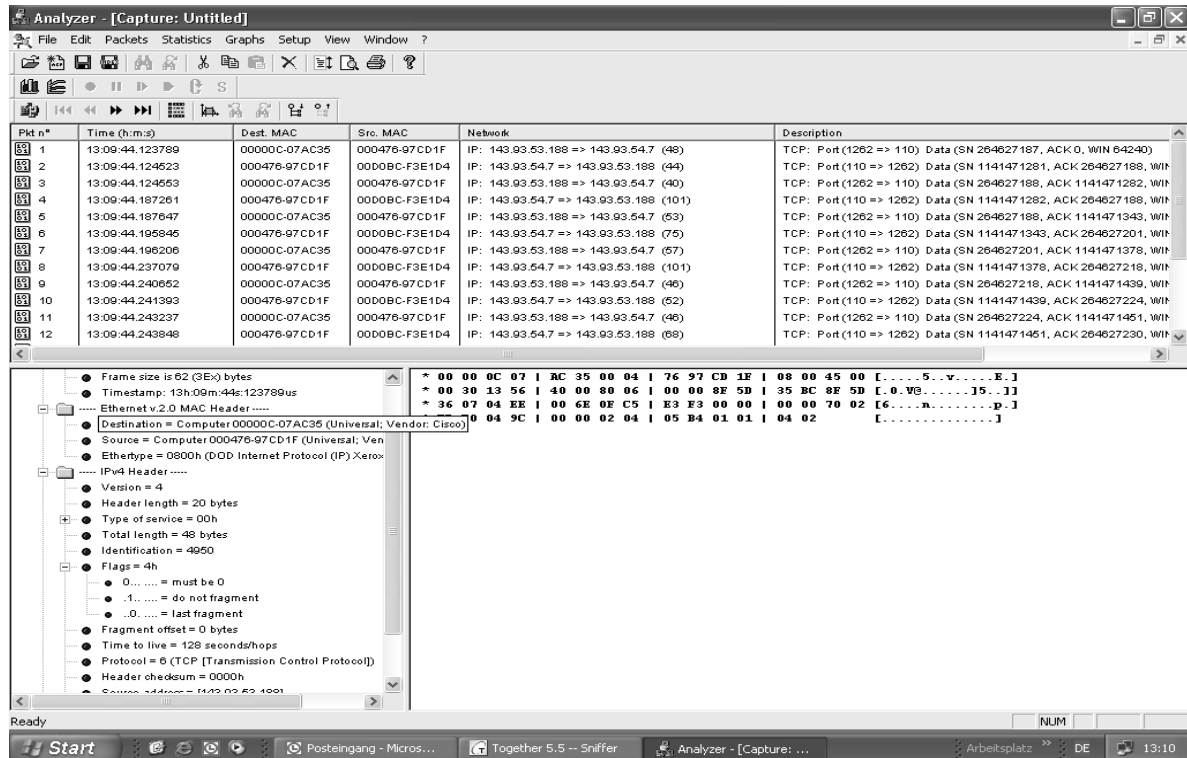 Analyzer - [Capture: Untitled]
File Edit Packets Statistics Graphs Setup View Window ?
Pkt n° Time (h:m:s) Dest. MAC Src. MAC Network Description
1 13:09:44.123789 00000C-07AC35 000476-97CD1F IP: 143.93.53.188 => 143.93.54.7 (48) TCP: Port (1262 => 110) Data (SN 264627187, ACK 0, WIN 64240)
2 13:09:44.124523 000476-97CD1F 00D0BC-F3E1D4 IP: 143.93.54.7 => 143.93.53.188 (44) TCP: Port (110 => 1262) Data (SN 1141471281, ACK 264627188, WIN
3 13:09:44.124553 00000C-07AC35 000476-97CD1F IP: 143.93.53.188 => 143.93.54.7 (40) TCP: Port (1262 => 110) Data (SN 264627188, ACK 1141471282, WIN
4 13:09:44.187261 000476-97CD1F 00D0BC-F3E1D4 IP: 143.93.54.7 => 143.93.53.188 (101) TCP: Port (110 => 1262) Data (SN 1141471282, ACK 264627188, WIN
5 13:09:44.187647 00000C-07AC35 000476-97CD1F IP: 143.93.53.188 => 143.93.54.7 (53) TCP: Port (1262 => 110) Data (SN 264627188, ACK 1141471343, WIN
6 13:09:44.195845 000476-97CD1F 00D0BC-F3E1D4 IP: 143.93.54.7 => 143.93.53.188 (75) TCP: Port (110 => 1262) Data (SN 1141471343, ACK 264627201, WIN
7 13:09:44.196206 00000C-07AC35 000476-97CD1F IP: 143.93.53.188 => 143.93.54.7 (57) TCP: Port (1262 => 110) Data (SN 264627201, ACK 1141471378, WIN
8 13:09:44.237079 000476-97CD1F 00D0BC-F3E1D4 IP: 143.93.54.7 => 143.93.53.188 (101) TCP: Port (110 => 1262) Data (SN 1141471378, ACK 264627218, WIN
9 13:09:44.240652 00000C-07AC35 000476-97CD1F IP: 143.93.53.188 => 143.93.54.7 (46) TCP: Port (1262 => 110) Data (SN 264627218, ACK 1141471439, WIN
10 13:09:44.241393 000476-97CD1F 00D0BC-F3E1D4 IP: 143.93.54.7 => 143.93.53.188 (52) TCP: Port (110 => 1262) Data (SN 1141471439, ACK 264627224, WIN
11 13:09:44.243237 00000C-07AC35 000476-97CD1F IP: 143.93.53.188 => 143.93.54.7 (46) TCP: Port (1262 => 110) Data (SN 264627224, ACK 1141471451, WIN
12 13:09:44.243848 000476-97CD1F 00D0BC-F3E1D4 IP: 143.93.54.7 => 143.93.53.188 (68) TCP: Port (110 => 1262) Data (SN 1141471451, ACK 264627230, WIN
Frame size is 62 (3Ex) bytes
Timestamp: 13h:09m:44s:123789us
----- Ethernet v.2.0 MAC Header -----
Destination = Computer 00000C-07AC35 (Universal; Vendor: Cisco)
Source = Computer 000476-97CD1F (Universal; Ven
Ethertype = 0800h (DOD Internet Protocol (IP) Xerox
----- IPv4 Header -----
Version = 4
Header length = 20 bytes
Type of service = 00h
Total length = 48 bytes
Identification = 4950
Flags = 4h
0... .... = must be 0
.1.. .... = do not fragment
..0. .... = last fragment
Fragment offset = 0 bytes
Time to live = 128 seconds/hops
Protocol = 6 (TCP [Transmission Control Protocol])
Header checksum = 0000h
Source address = [143.93.53.188]
* 00 00 0C 07 | AC 35 00 04 | 76 97 CD 1F | 08 00 45 00 [.....5..v.....E.]
* 00 30 13 56 | 40 00 80 06 | 00 00 8F 5D | 35 BC 8F 5D [.0.V@......]5..]]
* 36 07 04 EE | 00 6E 0F C5 | E3 F3 00 00 | 00 00 70 02 [6....n........p.]
04 9C | 00 00 02 04 | 05 B4 01 01 | 04 02 [..............]
Ready
NUM
Start
Posteingang - Micros...
Together 5.5 -- Sniffer
Analyzer - [Capture: ...
Arbeitsplatz »
DE
13:10